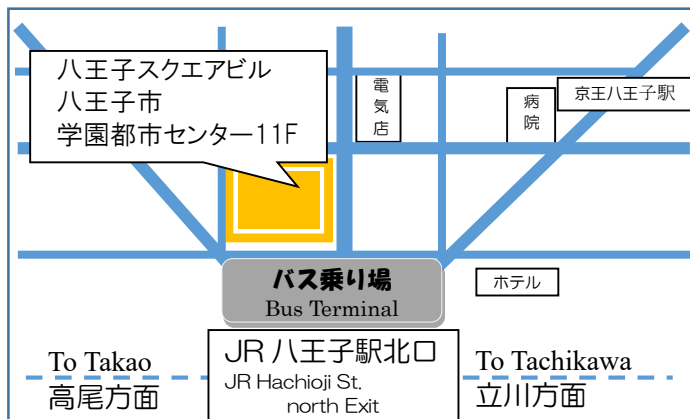 八王子スクエアビル
八王子市
学園都市センター11F
電気店
病院
京王八王子駅
バス乗り場
Bus Terminal
ホテル
JR 八王子駅北口
JR Hachioji St.
north Exit
To Takao
高尾方面
To Tachikawa
立川方面